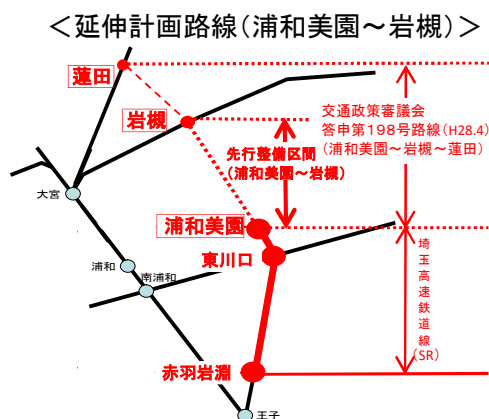 ＜延伸計画路線(浦和美園～岩槻)＞
蓮田
岩槻
交通政策審議会
答申第１９８号路線(H28.4)
(浦和美園～岩槻～蓮田)
先行整備区間
(浦和美園～岩槻)
大宮
浦和美園
東川口
浦和
南浦和
埼玉高速鉄道線(SR)
赤羽岩淵
王子